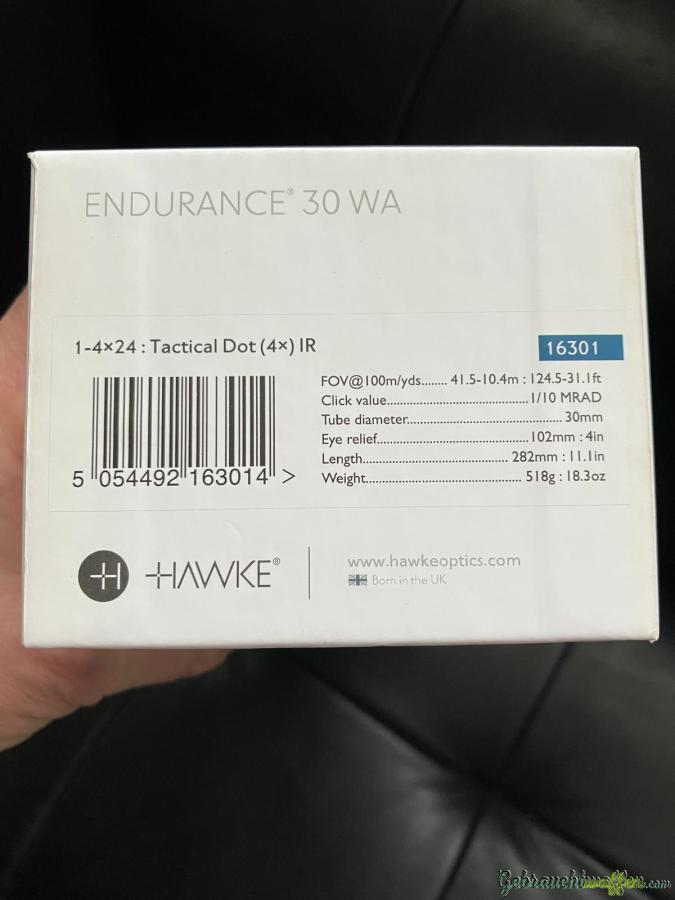 ENDURANCE® 30 WA
1-4×24 : Tactical Dot (4×) IR
16301
FOV@100m/yds........ 41.5-10.4m : 124.5-31.1ft
Click value..................................... 1/10 MRAD
Tube diameter........................................ 30mm
Eye relief..................................... 102mm : 4in
Length.................................... 282mm : 11.1in
Weight....................................... 518g : 18.3oz
5 054492 163014 >
H HAWKE®
www.hawkeoptics.com
Born in the UK
Gebrauchtwaffen.com